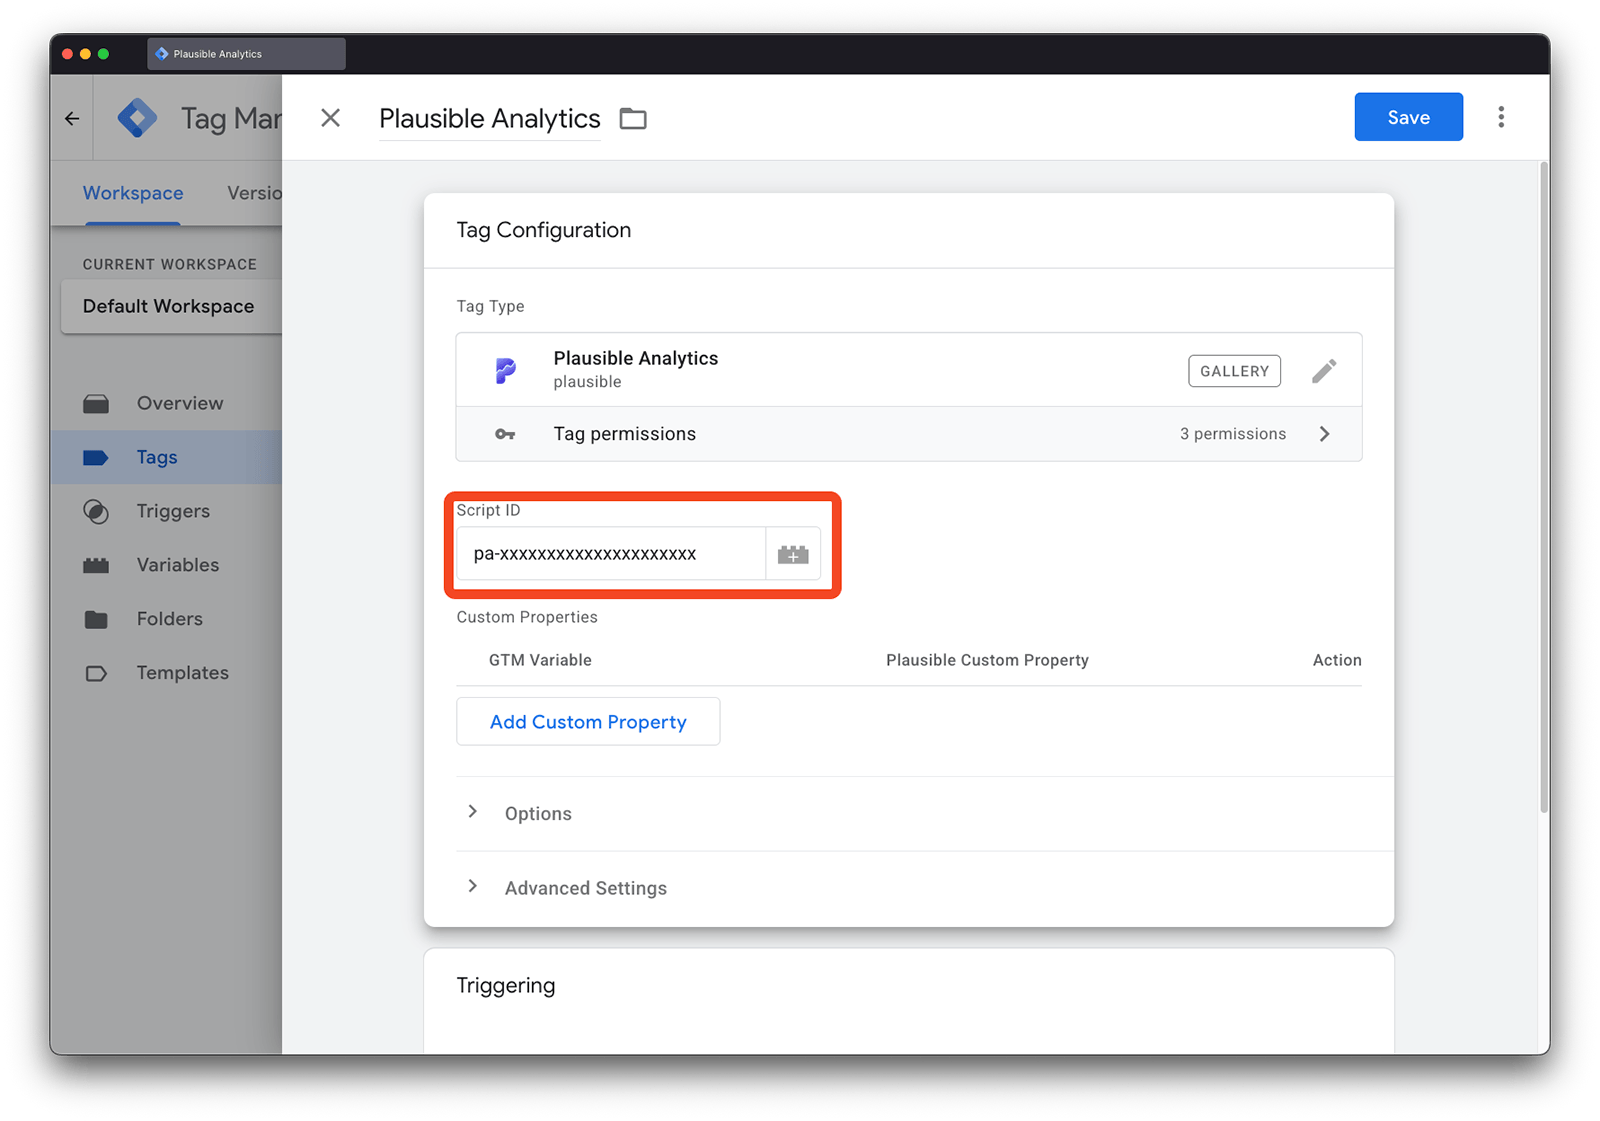 Plausible Analytics
Tag Mar
Plausible Analytics
Save
Workspace
Versio
CURRENT WORKSPACE
Default Workspace
Overview
Tags
Triggers
Variables
Folders
Templates
Tag Configuration
Tag Type
Plausible Analytics
plausible
GALLERY
Tag permissions
3 permissions
Script ID
pa-xxxxxxxxxxxxxxxxxxxxx
Custom Properties
GTM Variable
Plausible Custom Property
Action
Add Custom Property
Options
Advanced Settings
Triggering